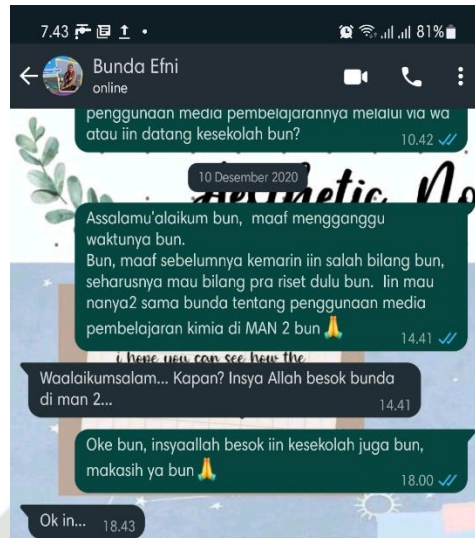 7.43
81%
Bunda Efni
online
penggunaan media pembelajarannya melalui via wa
atau iin datang kesekolah bun?
10.42
10 Desember 2020
Aesthetic No
Assalamu'alaikum bun, maaf mengganggu
waktunya bun.
Bun, maaf sebelumnya kemarin iin salah bilang bun,
seharusnya mau bilang pra riset dulu bun. Iin mau
nanya2 sama bunda tentang penggunaan media
pembelajaran kimia di MAN 2 bun🙏
14.41
i hope you can see how the
Waalaikumsalam... Kapan? Insya Allah besok bunda
di man 2...
14.41
Oke bun, insyaallah besok iin kesekolah juga bun,
makasih ya bun🙏
18.00
Ok in...
18.43